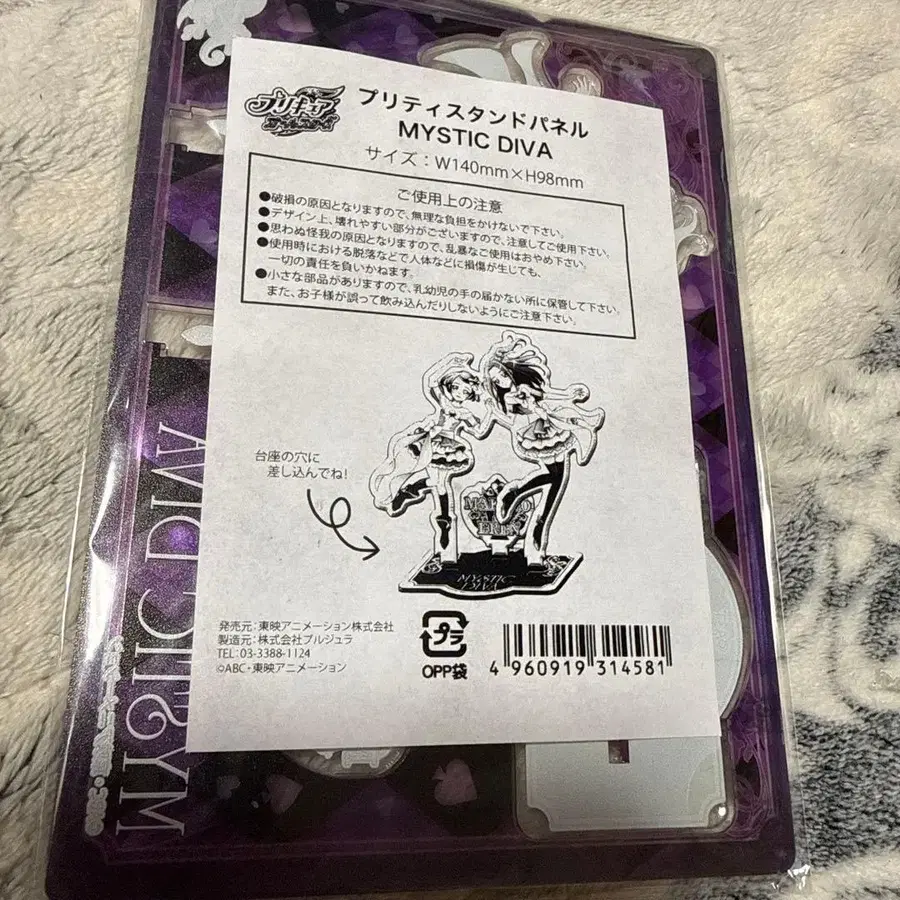 プリキュア
オールスターズ
プリティスタンドパネル
MYSTIC DIVA
サイズ：W140mm×H98mm
ご使用上の注意
●破損の原因となりますので、無理な負担をかけないで下さい。
●デザイン上、壊れやすい部分がございますので、注意してご使用下さい。
●思わぬ怪我の原因となりますので、乱暴なご使用はおやめ下さい。
●使用時における脱落などで人体などに損傷が生じても、
一切の責任を負いかねます。
●小さな部品がありますので、乳幼児の手の届かない所に保管して下さい。
また、お子様が誤って飲み込んだりしないようにご注意下さい。
台座の穴に
差し込んでね!
MYSTIC
DIVA
発売元：東映アニメーション株式会社
製造元：株式会社プルジュラ
TEL：03-3388-1124
©ABC・東映アニメーション
プラ
OPP袋
4 960919 314581
MYSTIC DIVA